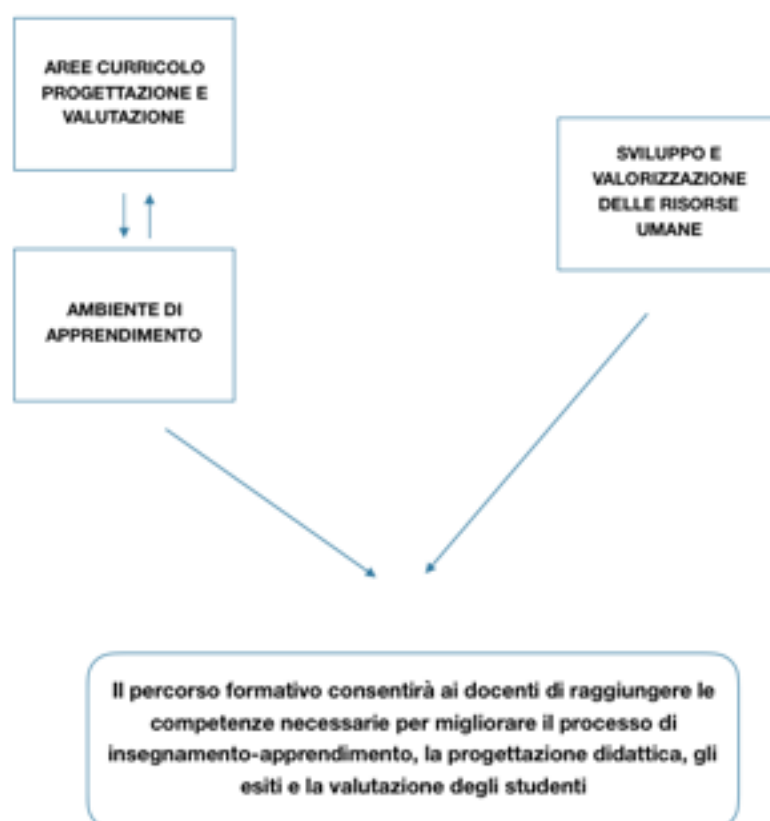 AREE CURRICOLO
PROGETTAZIONE E
VALUTAZIONE
SVILUPPO E
VALORIZZAZIONE
DELLE RISORSE
UMANE
AMBIENTE DI
APPRENDIMENTO
Il percorso formativo consentirà ai docenti di raggiungere le
competenze necessarie per migliorare il processo di
insegnamento-apprendimento, la progettazione didattica, gli
esiti e la valutazione degli studenti